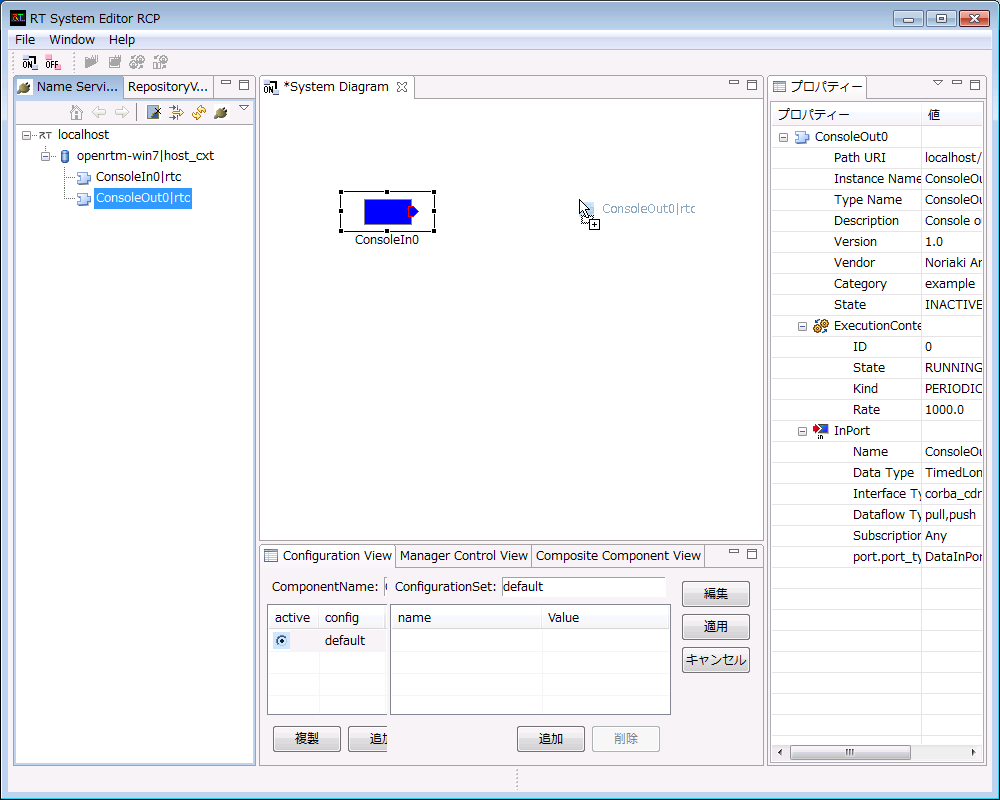 RT System Editor RCP
File Window Help
ON OFF
Name Servi... RepositoryV...
*System Diagram
プロパティー
RT localhost
openrtm-win7|host_cxt
ConsoleIn0|rtc
ConsoleOut0|rtc
ConsoleIn0
ConsoleOut0|rtc
プロパティー 値
ConsoleOut0
Path URI localhost/
Instance Name ConsoleOu
Type Name ConsoleOu
Description Console o
Version 1.0
Vendor Noriaki An
Category example
State INACTIVE
ExecutionConte
ID 0
State RUNNING
Kind PERIODIC
Rate 1000.0
InPort
Name ConsoleOu
Data Type TimedLon
Interface Ty corba_cdr
Dataflow Ty pull,push
Subscription Any
port.port_ty DataInPor
Configuration View Manager Control View Composite Component View
ComponentName: ConfigurationSet: default
編集
active config name Value
default
適用
キャンセル
複製 追加 追加 削除